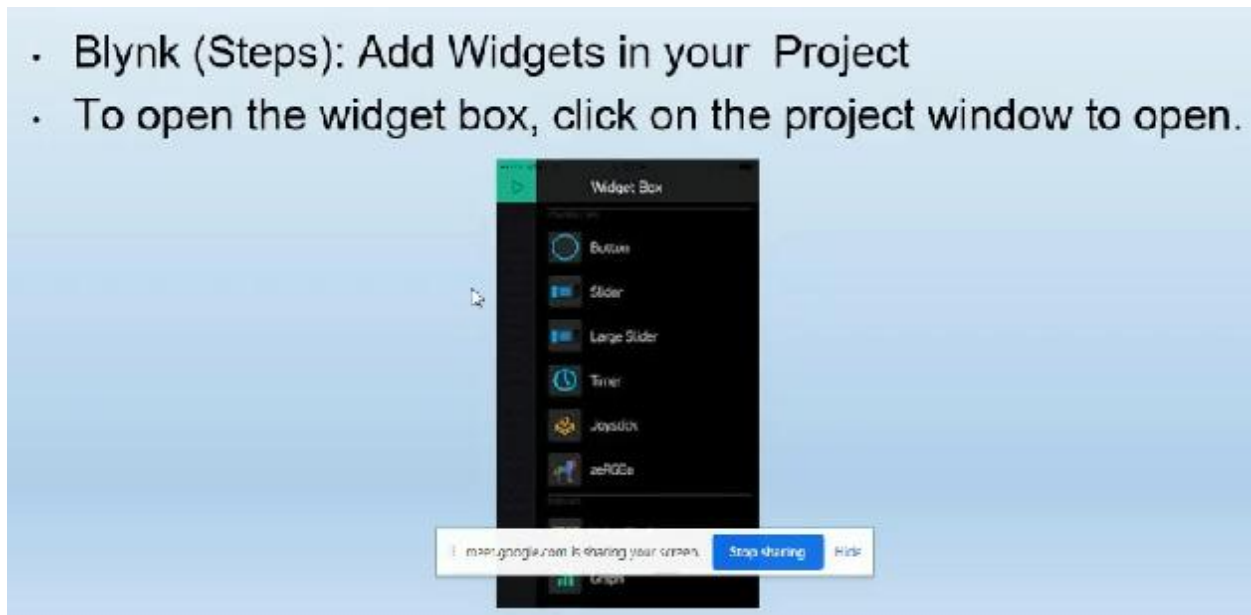 · Blynk (Steps): Add Widgets in your Project
· To open the widget box, click on the project window to open.
Widget Box
Button
Slider
Large Slider
Timer
Joystick
zeRGBa
meet.google.com is sharing your screen. Stop sharing Hide
Graph